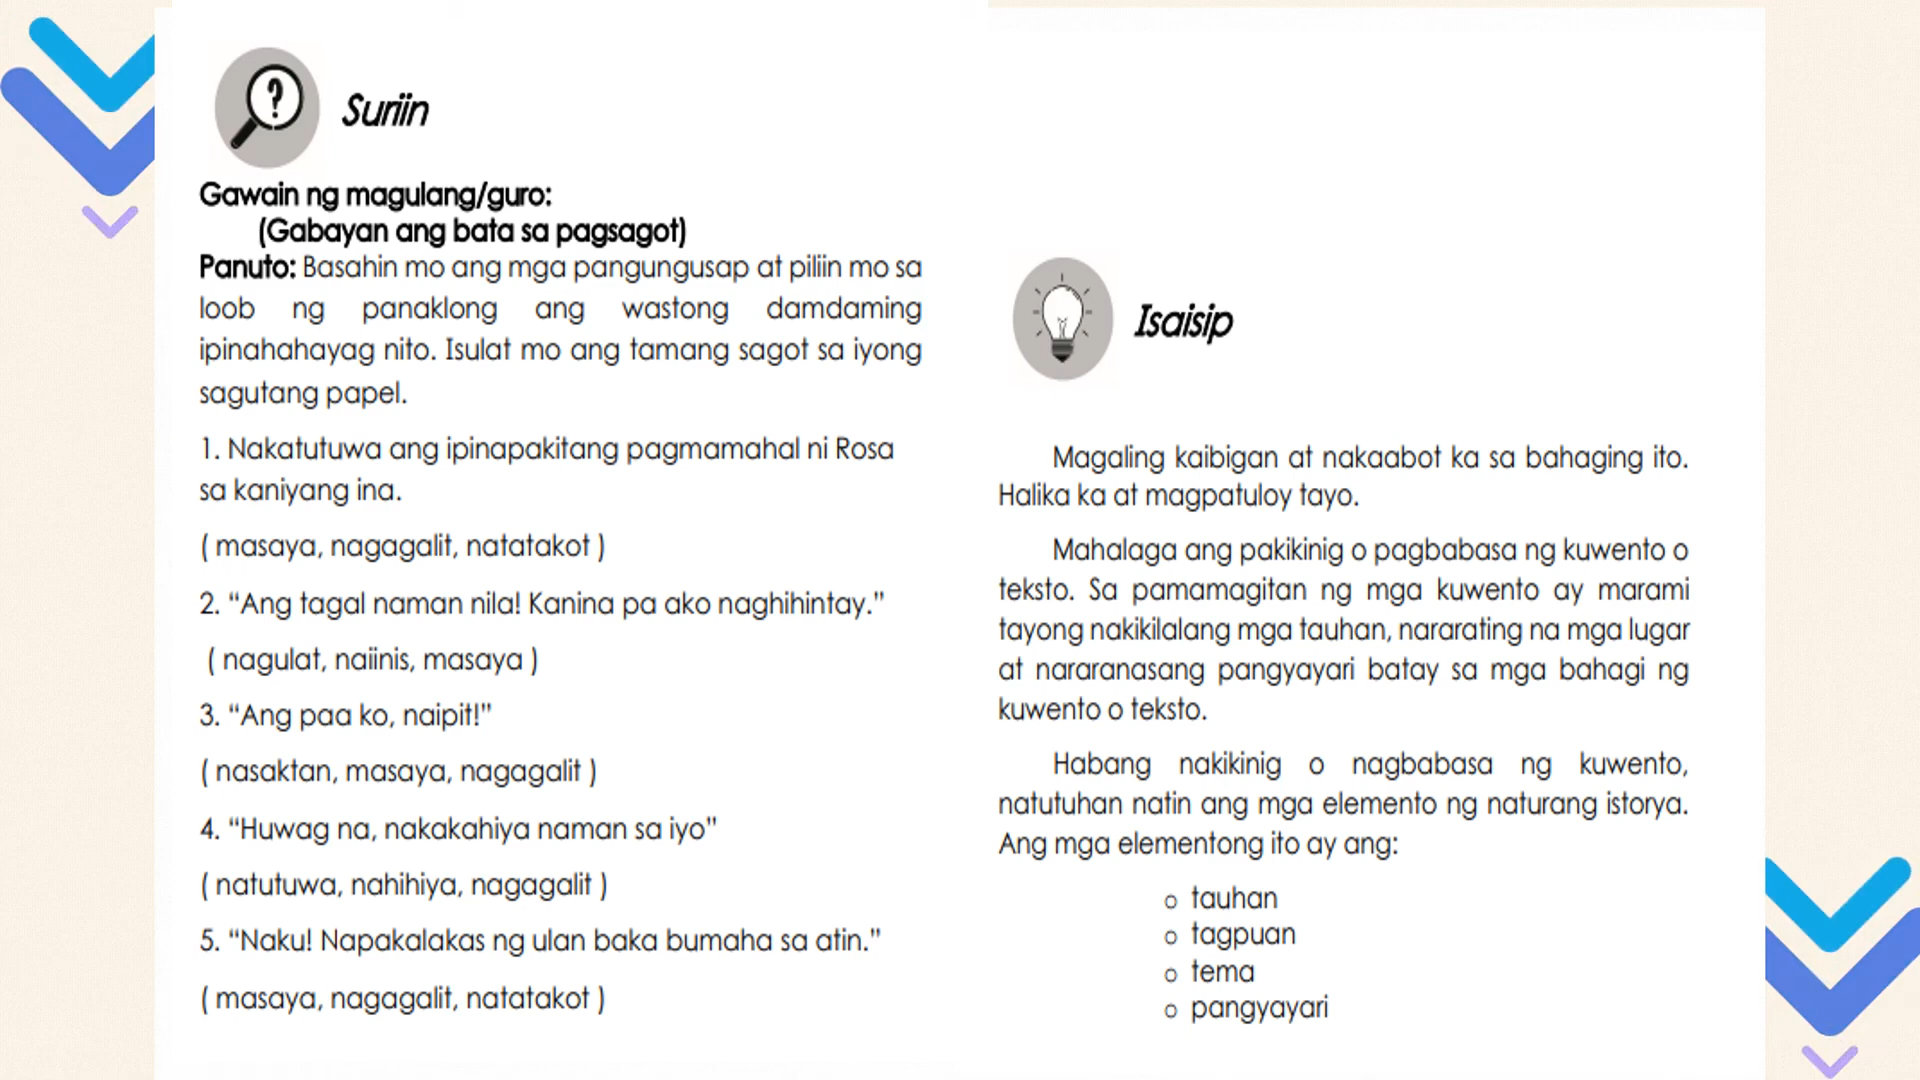 Suriin
Gawain ng magulang/guro:
(Gabayan ang bata sa pagsagot)
Panuto: Basahin mo ang mga pangungusap at piliin mo sa
loob ng panaklong ang wastong damdaming
ipinahahayag nito. Isulat mo ang tamang sagot sa iyong
sagutang papel.
1. Nakatutuwa ang ipinapakitang pagmamahal ni Rosa
sa kaniyang ina.
( masaya, nagagalit, natatakot )
2. “Ang tagal naman nila! Kanina pa ako naghihintay.”
( nagulat, naiinis, masaya )
3. “Ang paa ko, naipit!”
( nasaktan, masaya, nagagalit )
4. “Huwag na, nakakahiya naman sa iyo”
( natutuwa, nahihiya, nagagalit )
5. “Naku! Napakalakas ng ulan baka bumaha sa atin.”
( masaya, nagagalit, natatakot )
Isaisip
Magaling kaibigan at nakaabot ka sa bahaging ito.
Halika ka at magpatuloy tayo.
Mahalaga ang pakikinig o pagbabasa ng kuwento o
teksto. Sa pamamagitan ng mga kuwento ay marami
tayong nakikilalang mga tauhan, nararating na mga lugar
at nararanasang pangyayari batay sa mga bahagi ng
kuwento o teksto.
Habang nakikinig o nagbabasa ng kuwento,
natutuhan natin ang mga elemento ng naturang istorya.
Ang mga elementong ito ay ang:
o tauhan
o tagpuan
o tema
o pangyayari